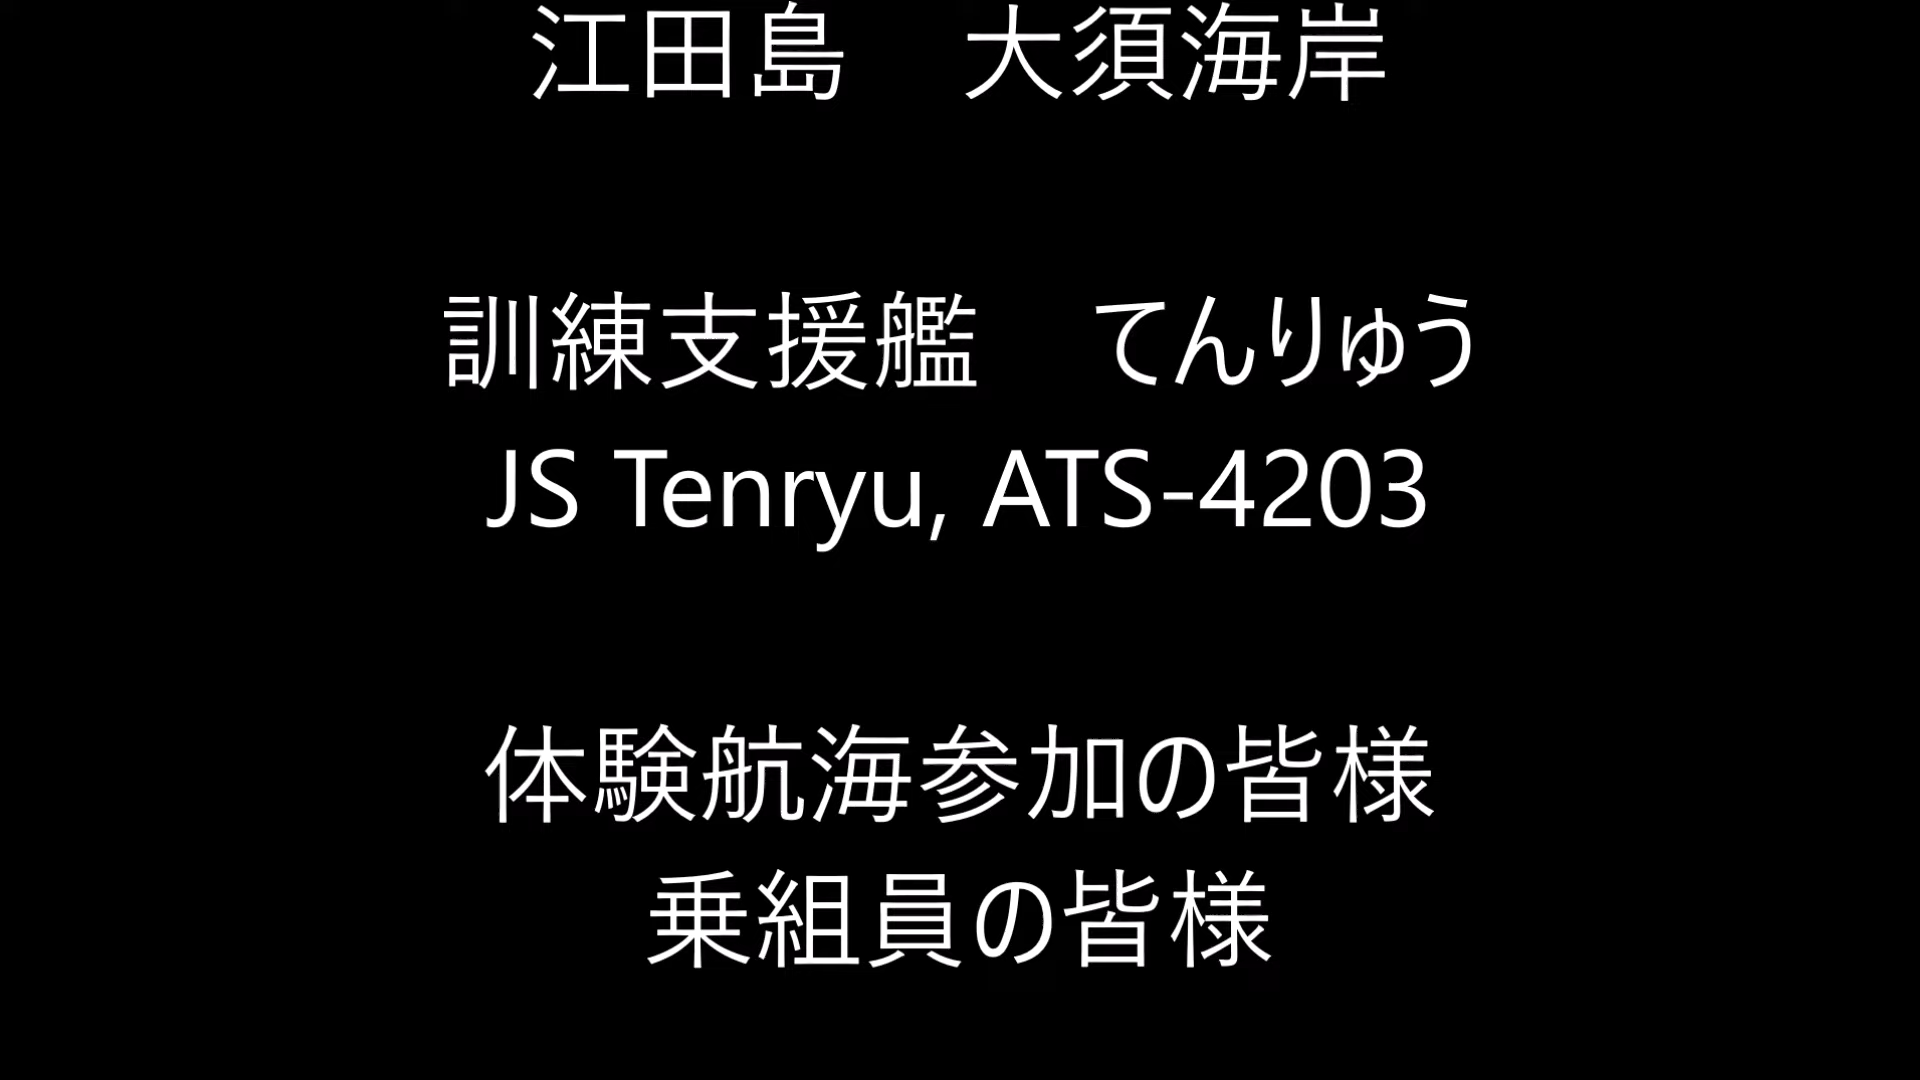 江田島　大須海岸
訓練支援艦　てんりゅう
JS Tenryu, ATS-4203
体験航海参加の皆様
乗組員の皆様